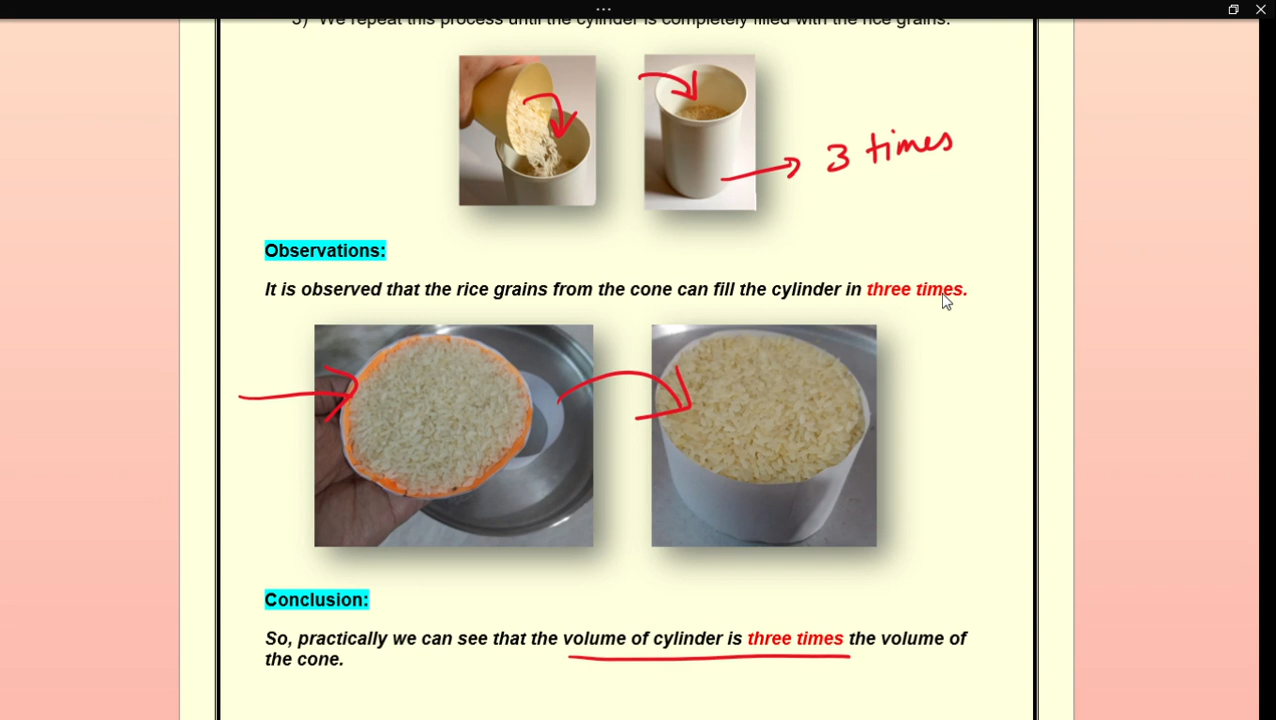 3) We repeat this process until the cylinder is completely filled with the rice grains.
3 times
Observations:
It is observed that the rice grains from the cone can fill the cylinder in three times.
Conclusion:
So, practically we can see that the volume of cylinder is three times the volume of
the cone.